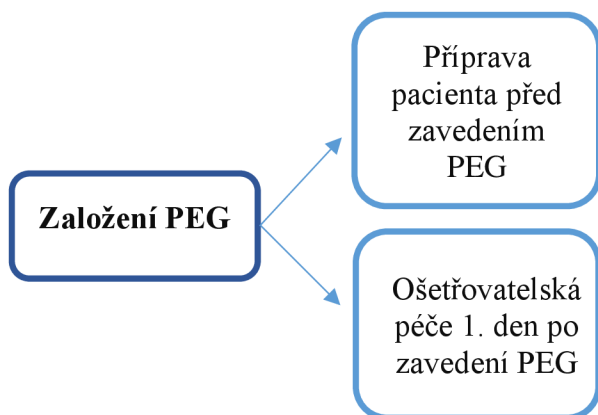 Založení PEG
Příprava
pacienta před
zavedením
PEG
Ošetřovatelská
péče 1. den po
zavedení PEG